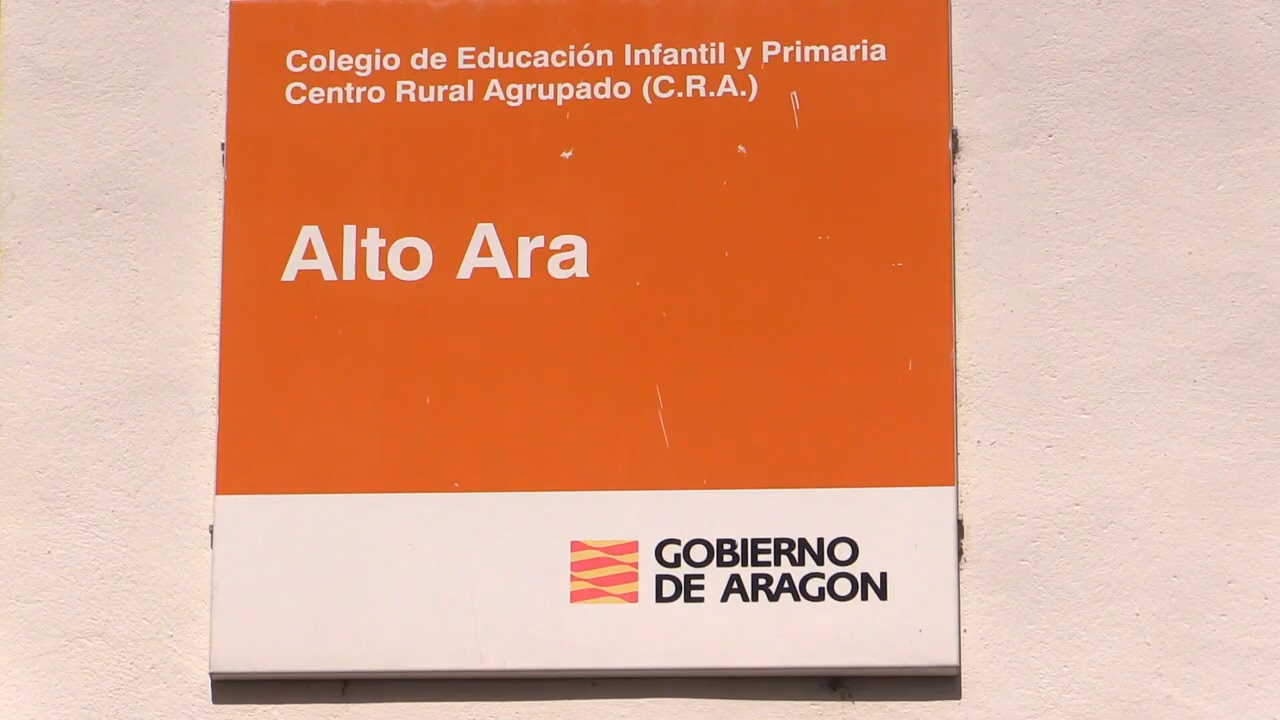 Colegio de Educación Infantil y Primaria
Centro Rural Agrupado (C.R.A.)
Alto Ara
GOBIERNO
DE ARAGON